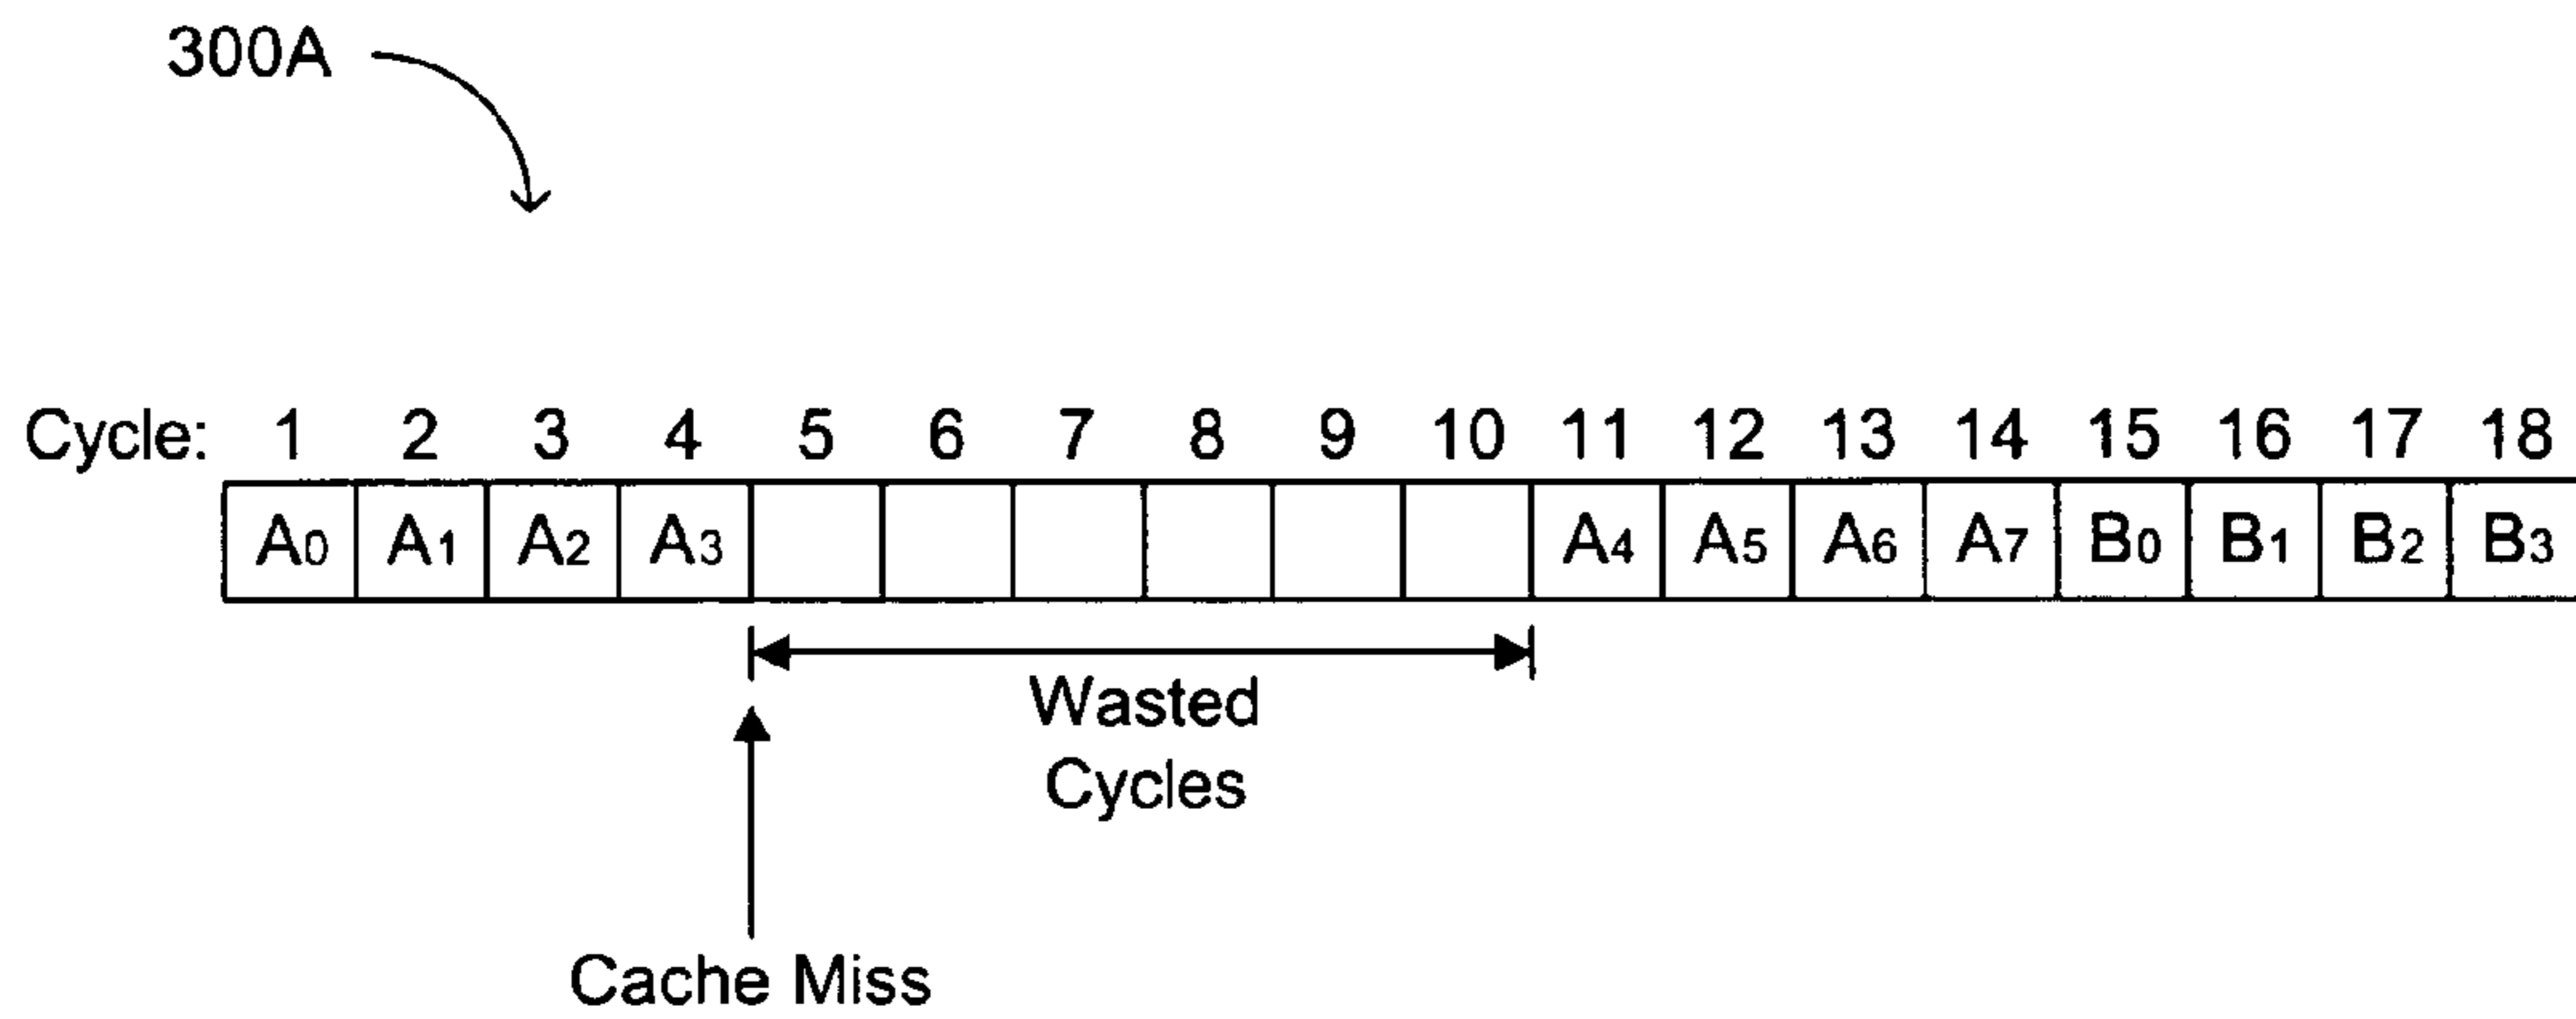 300A
Cycle: 1 2 3 4 5 6 7 8 9 10 11 12 13 14 15 16 17 18
A0 A1 A2 A3 A4 A5 A6 A7 B0 B1 B2 B3
Wasted
Cycles
Cache Miss